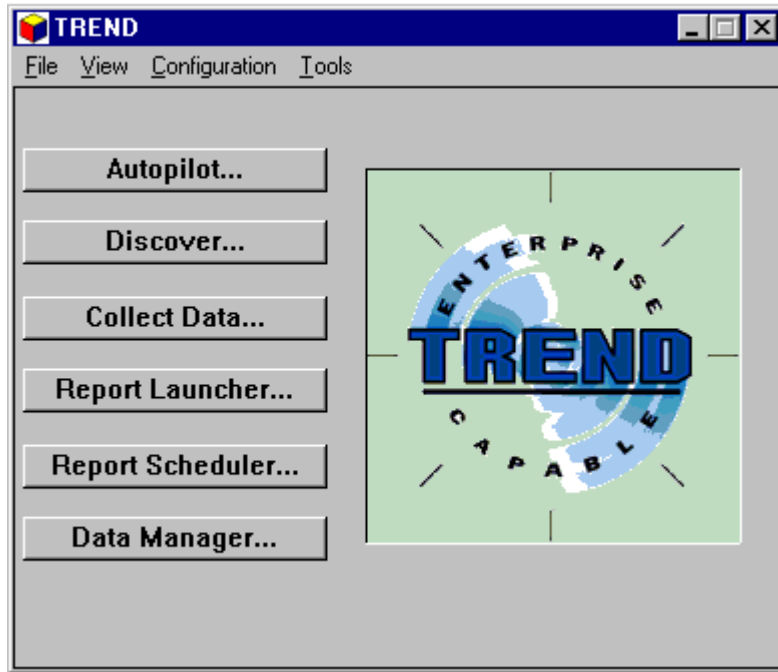 TREND
File View Configuration Tools
Autopilot...
Discover...
Collect Data...
Report Launcher...
Report Scheduler...
Data Manager...
ENTERPRISE
TREND
CAPABLE